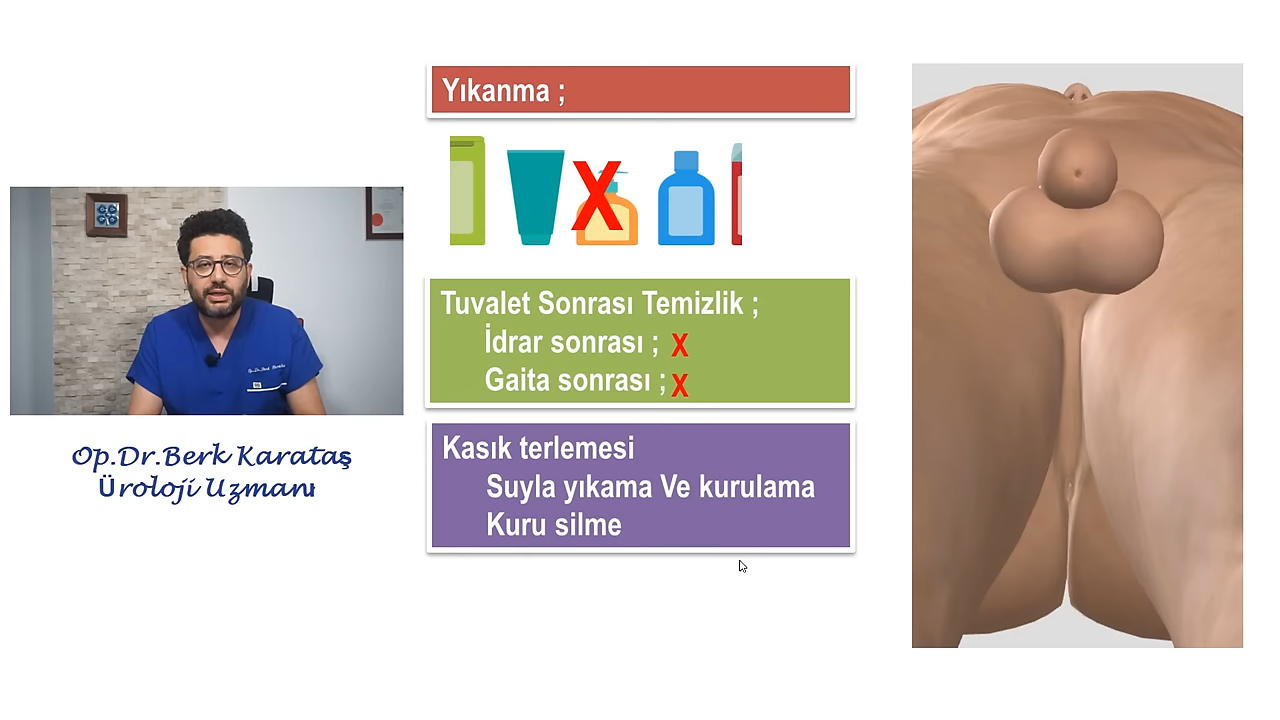 Yıkanma ;
X
Tuvalet Sonrası Temizlik ;
İdrar sonrası ; X
Gaita sonrası ; X
Kasık terlemesi
Suyla yıkama Ve kurulama
Kuru silme
Op.Dr.Berk Karataş
Üroloji Uzmanı